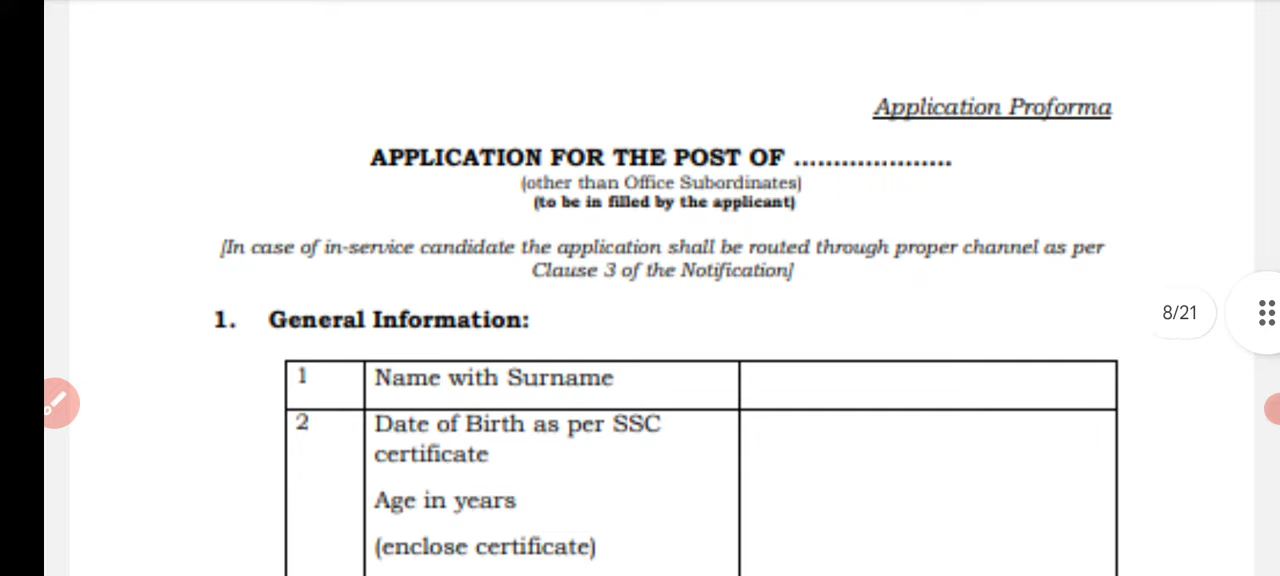 Application Proforma
APPLICATION FOR THE POST OF ....................
(other than Office Subordinates)
(to be in filled by the applicant)
[In case of in-service candidate the application shall be routed through proper channel as per
Clause 3 of the Notification]
8/21
1. General Information:
1 Name with Surname
2 Date of Birth as per SSC
certificate
Age in years
(enclose certificate)